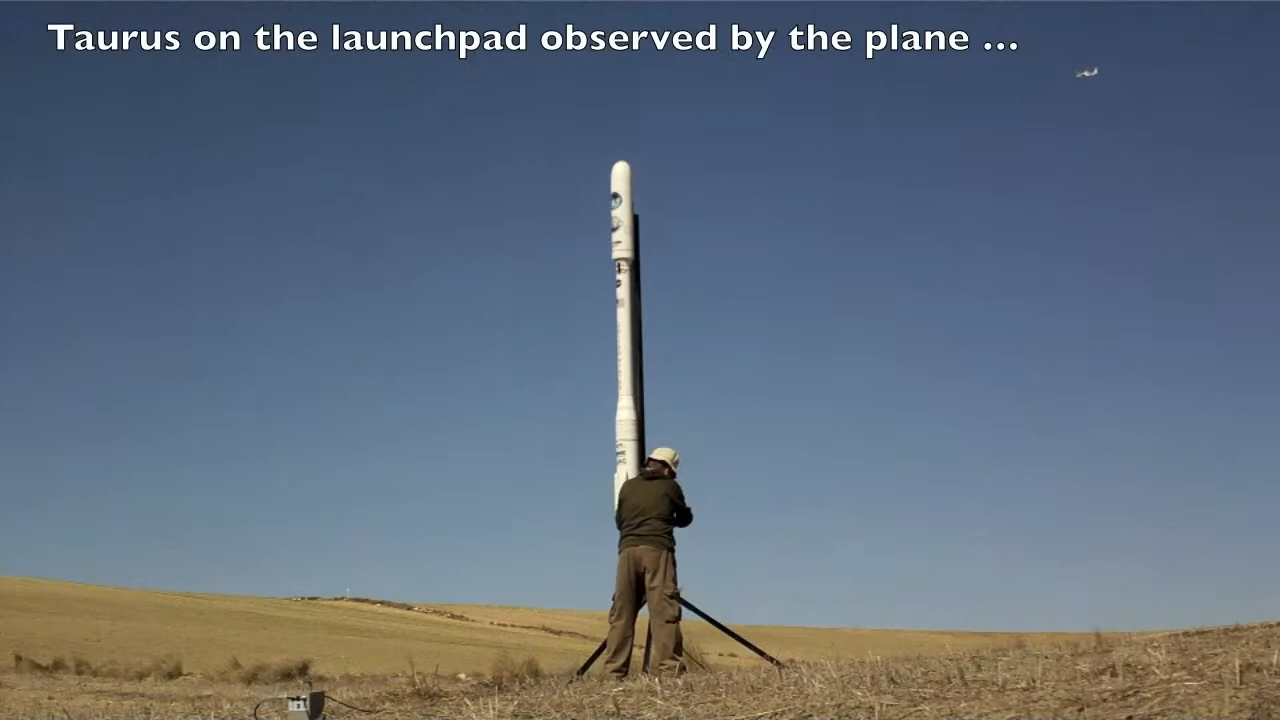 Taurus on the launchpad observed by the plane ...